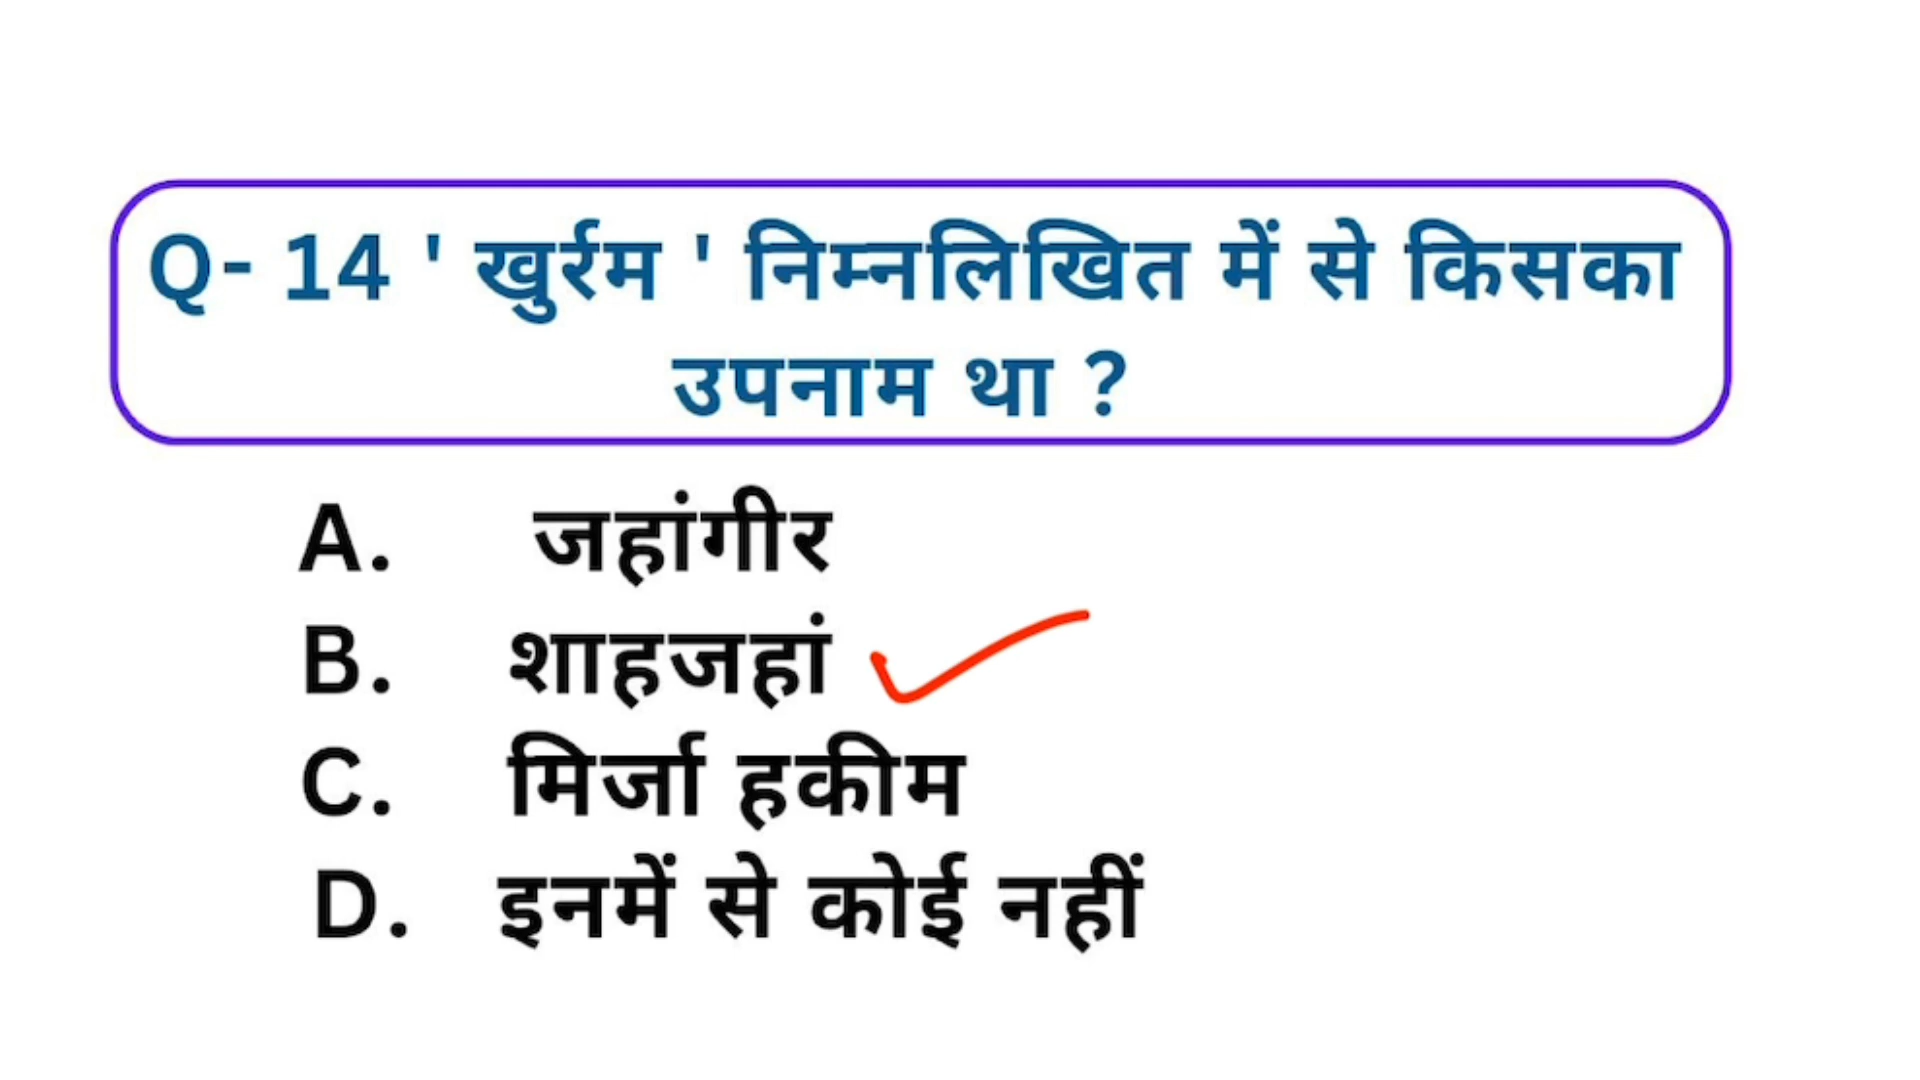 Q- 14 ' खुर्रम ' निम्नलिखित में से किसका
उपनाम था ?
A. जहांगीर
B. शाहजहां
C. मिर्जा हकीम
D. इनमें से कोई नहीं